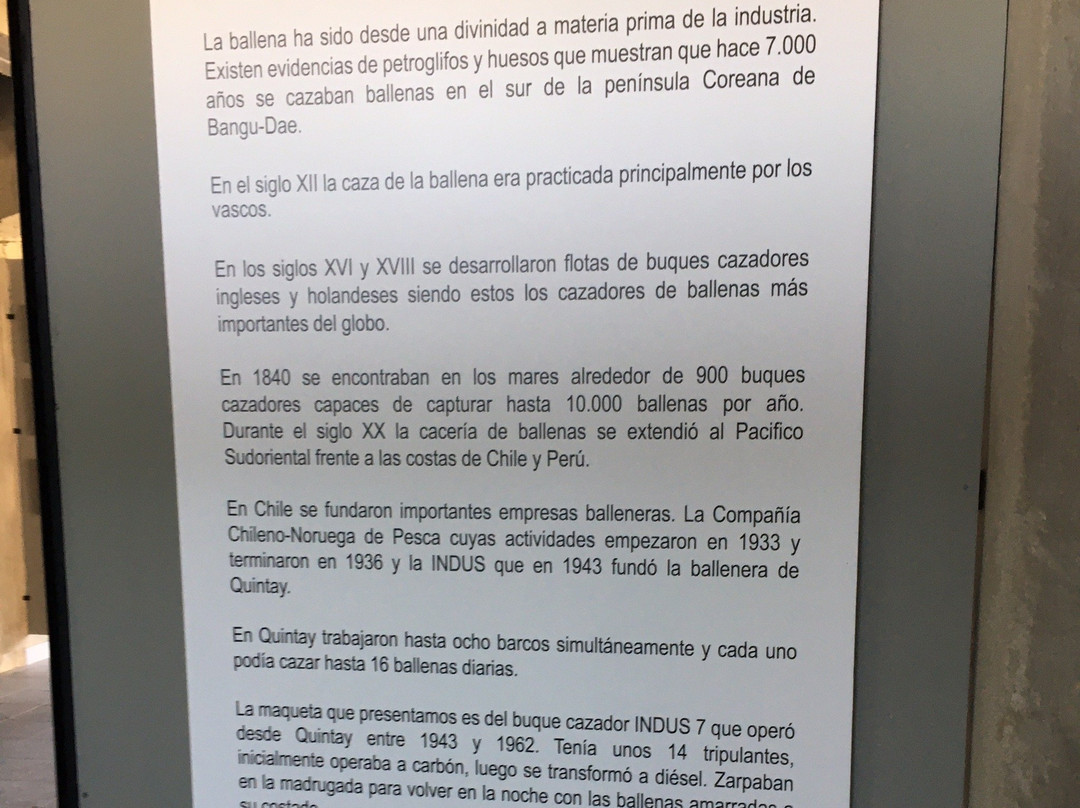 La ballena ha sido desde una divinidad a materia prima de la industria.
Existen evidencias de petroglifos y huesos que muestran que hace 7.000
años se cazaban ballenas en el sur de la península Coreana de
Bangu-Dae.
En el siglo XII la caza de la ballena era practicada principalmente por los
vascos.
En los siglos XVI y XVIII se desarrollaron flotas de buques cazadores
ingleses y holandeses siendo estos los cazadores de ballenas más
importantes del globo.
En 1840 se encontraban en los mares alrededor de 900 buques
cazadores capaces de capturar hasta 10.000 ballenas por año.
Durante el siglo XX la cacería de ballenas se extendió al Pacifico
Sudoriental frente a las costas de Chile y Perú.
En Chile se fundaron importantes empresas balleneras. La Compañía
Chileno-Noruega de Pesca cuyas actividades empezaron en 1933 y
terminaron en 1936 y la INDUS que en 1943 fundó la ballenera de
Quintay.
En Quintay trabajaron hasta ocho barcos simultáneamente y cada uno
podía cazar hasta 16 ballenas diarias.
La maqueta que presentamos es del buque cazador INDUS 7 que operó
desde Quintay entre 1943 y 1962. Tenía unos 14 tripulantes,
inicialmente operaba a carbón, luego se transformó a diésel. Zarpaban
en la madrugada para volver en la noche con las ballenas amarradas a
su costado